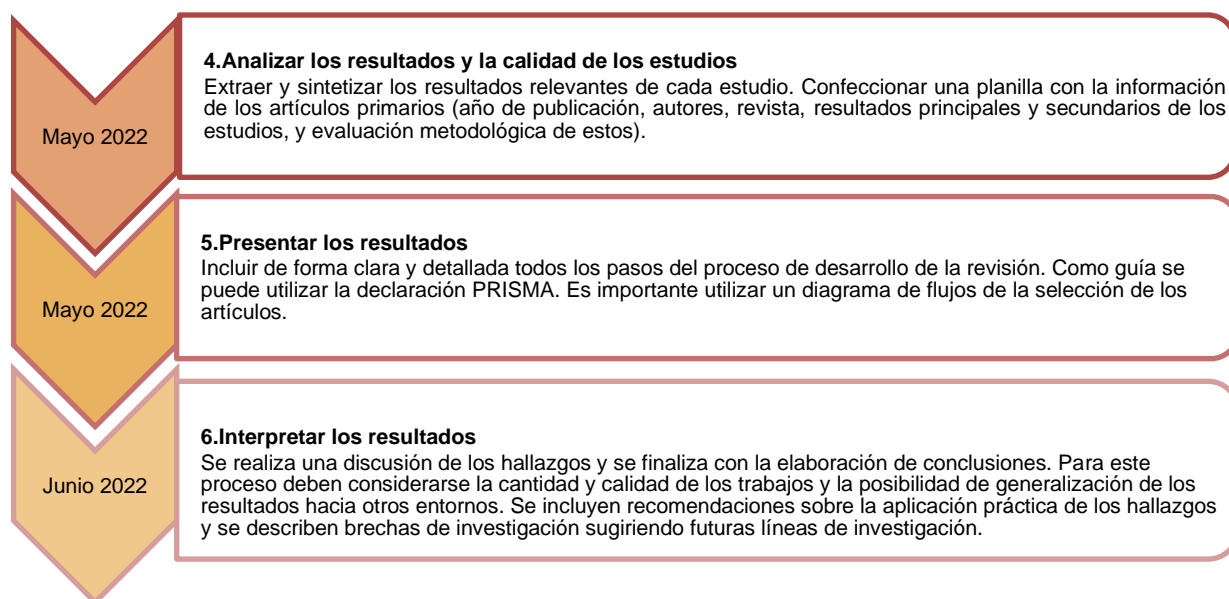 4.Analizar los resultados y la calidad de los estudios
Extraer y sintetizar los resultados relevantes de cada estudio. Confeccionar una planilla con la información
de los artículos primarios (año de publicación, autores, revista, resultados principales y secundarios de los
estudios, y evaluación metodológica de estos).
Mayo 2022
5.Presentar los resultados
Incluir de forma clara y detallada todos los pasos del proceso de desarrollo de la revisión. Como guía se
puede utilizar la declaración PRISMA. Es importante utilizar un diagrama de flujos de la selección de los
artículos.
Mayo 2022
6.Interpretar los resultados
Se realiza una discusión de los hallazgos y se finaliza con la elaboración de conclusiones. Para este
proceso deben considerarse la cantidad y calidad de los trabajos y la posibilidad de generalización de los
resultados hacia otros entornos. Se incluyen recomendaciones sobre la aplicación práctica de los hallazgos
y se describen brechas de investigación sugiriendo futuras líneas de investigación.
Junio 2022